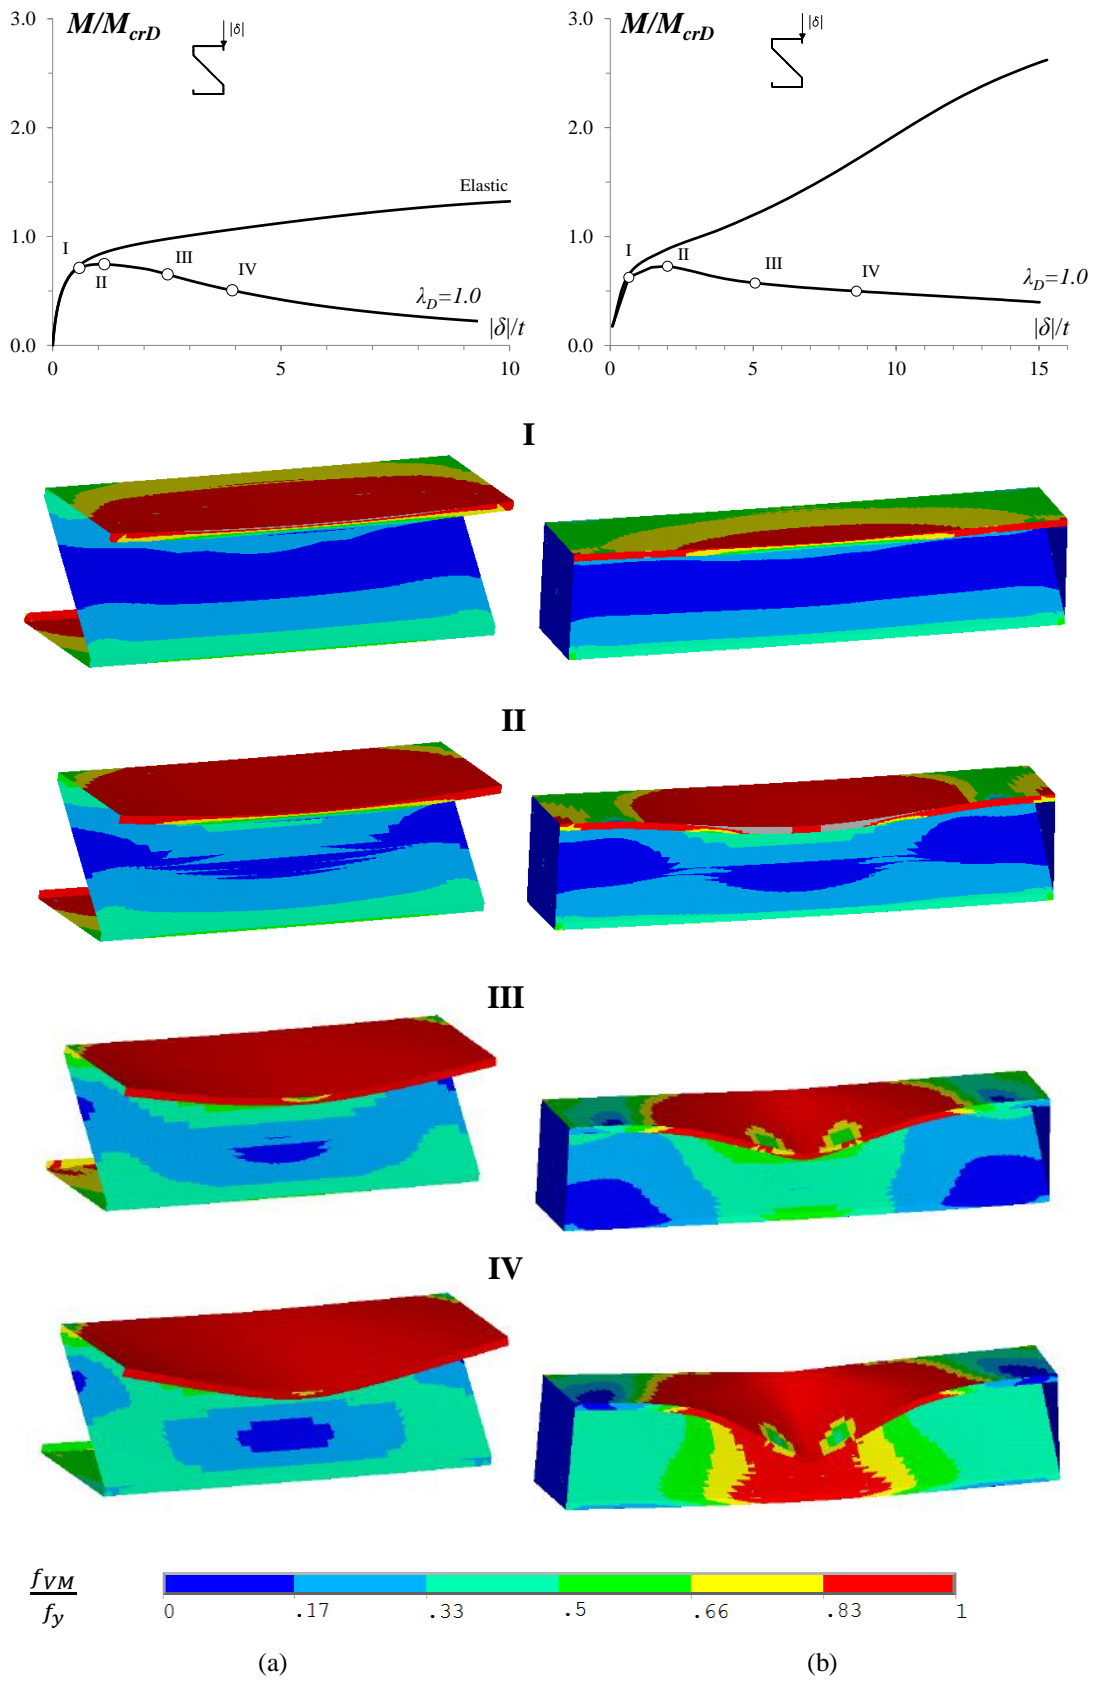 3.0
M/McrD
|δ|
2.0
1.0
0.0
Elastic
I
II
III
IV
λD=1.0
|δ|/t
0 5 10
3.0
M/McrD
|δ|
2.0
1.0
0.0
I
II
III
IV
λD=1.0
|δ|/t
0 5 10 15
I
II
III
IV
fVM
fy
0 .17 .33 .5 .66 .83 1
(a) (b)